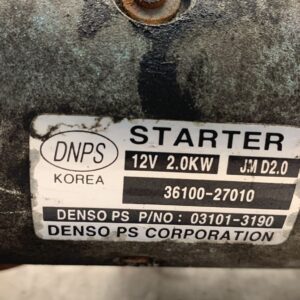 DNPS
KOREA
STARTER
12V 2.0KW JM D2.0
36100-27010
DENSO PS P/NO : 03101-3190
DENSO PS CORPORATION